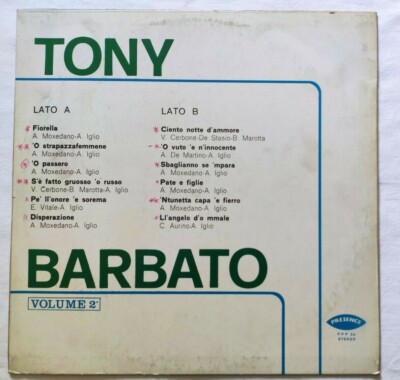 TONY
LATO A
Fiorella
A. Moxedano-A. Iglio
'O strapazzafemmene
A. Moxedano-A. Iglio
'O passero
A. Moxedano-A. Iglio
S'è fatto gruosso 'o russo
V. Cerbone-B. Marotta-A. Iglio
Pe' ll'onore 'e sorema
E. Vitale-A. Iglio
Disperazione
A. Moxedano-A. Iglio
LATO B
Ciento notte d'ammore
V. Cerbone-De Stasio-B. Marotta
'O vute 'e n'innocente
A. De Martino-A. Iglio
Sbaglianno se 'mpara
A. Moxedano-A. Iglio
Pate e figlie
A. Moxedano-A. Iglio
'Ntunetta capa 'e fierro
A. Moxedano-A. Iglio
Ll'angelo d'o mmale
C. Aurino-A. Iglio
BARBATO
VOLUME 2°
PRESENCE
STEREO